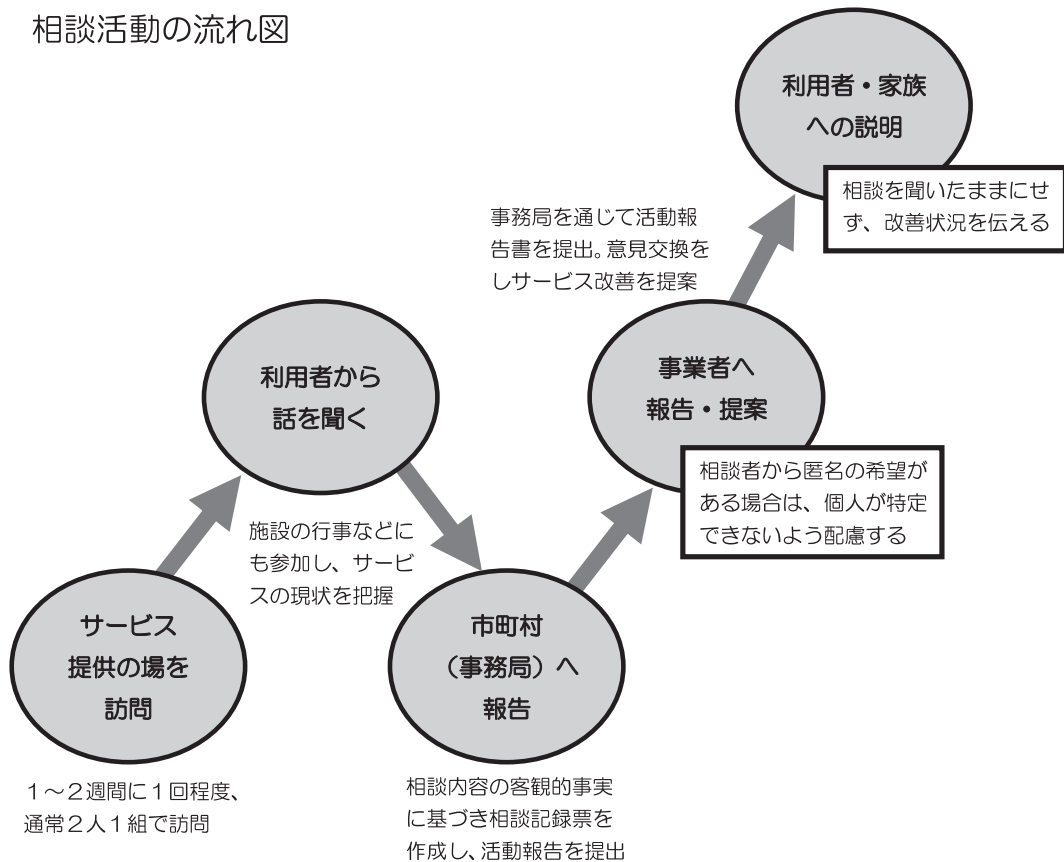 相談活動の流れ図
サービス
提供の場を
訪問
1～2週間に1回程度、
通常2人1組で訪問
利用者から
話を聞く
施設の行事などに
も参加し、サービ
スの現状を把握
市町村
（事務局）へ
報告
相談内容の客観的事実
に基づき相談記録票を
作成し、活動報告を提出
事業者へ
報告・提案
相談者から匿名の希望が
ある場合は、個人が特定
できないよう配慮する
事務局を通じて活動報
告書を提出。意見交換を
しサービス改善を提案
利用者・家族
への説明
相談を聞いたままにせ
ず、改善状況を伝える